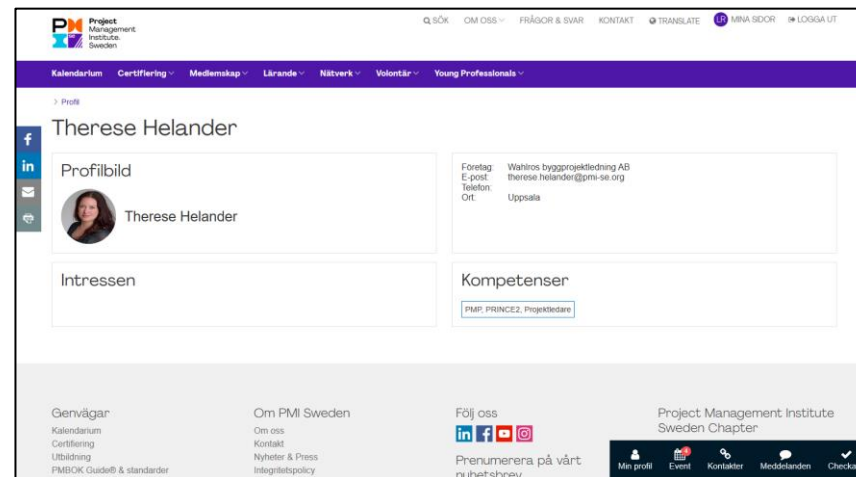 Project
Management
Institute.
Sweden
SÖK OM OSS FRÅGOR & SVAR KONTAKT TRANSLATE LR MINA SIDOR LOGGA UT
Kalendarium Certifiering Medlemskap Lärande Nätverk Volontär Young Professionals
> Profil
Therese Helander
Profilbild
Therese Helander
Företag: Wahlros byggprojektledning AB
E-post: therese.helander@pmi-se.org
Telefon:
Ort: Uppsala
Intressen
Kompetenser
PMP, PRINCE2, Projektledare
Genvägar
Kalendarium
Certifiering
Utbildning
PMBOK Guide® & standarder
Om PMI Sweden
Om oss
Kontakt
Nyheter & Press
Integritetspolicy
Följ oss
Prenumerera på vårt
nyhetsbrev
Project Management Institute
Sweden Chapter
Min profil Event Kontakter Meddelanden Checka